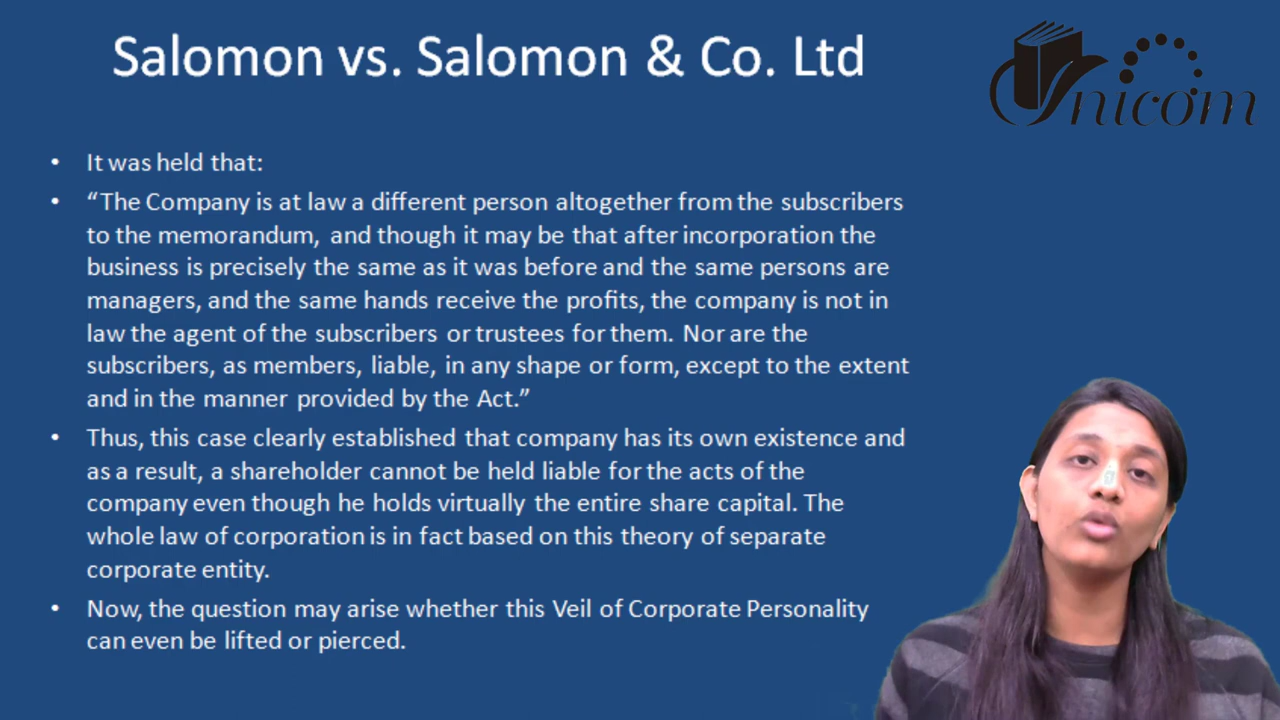 Salomon vs. Salomon & Co. Ltd
Unicom
• It was held that:
• “The Company is at law a different person altogether from the subscribers
to the memorandum, and though it may be that after incorporation the
business is precisely the same as it was before and the same persons are
managers, and the same hands receive the profits, the company is not in
law the agent of the subscribers or trustees for them. Nor are the
subscribers, as members, liable, in any shape or form, except to the extent
and in the manner provided by the Act.”
• Thus, this case clearly established that company has its own existence and
as a result, a shareholder cannot be held liable for the acts of the
company even though he holds virtually the entire share capital. The
whole law of corporation is in fact based on this theory of separate
corporate entity.
• Now, the question may arise whether this Veil of Corporate Personality
can even be lifted or pierced.